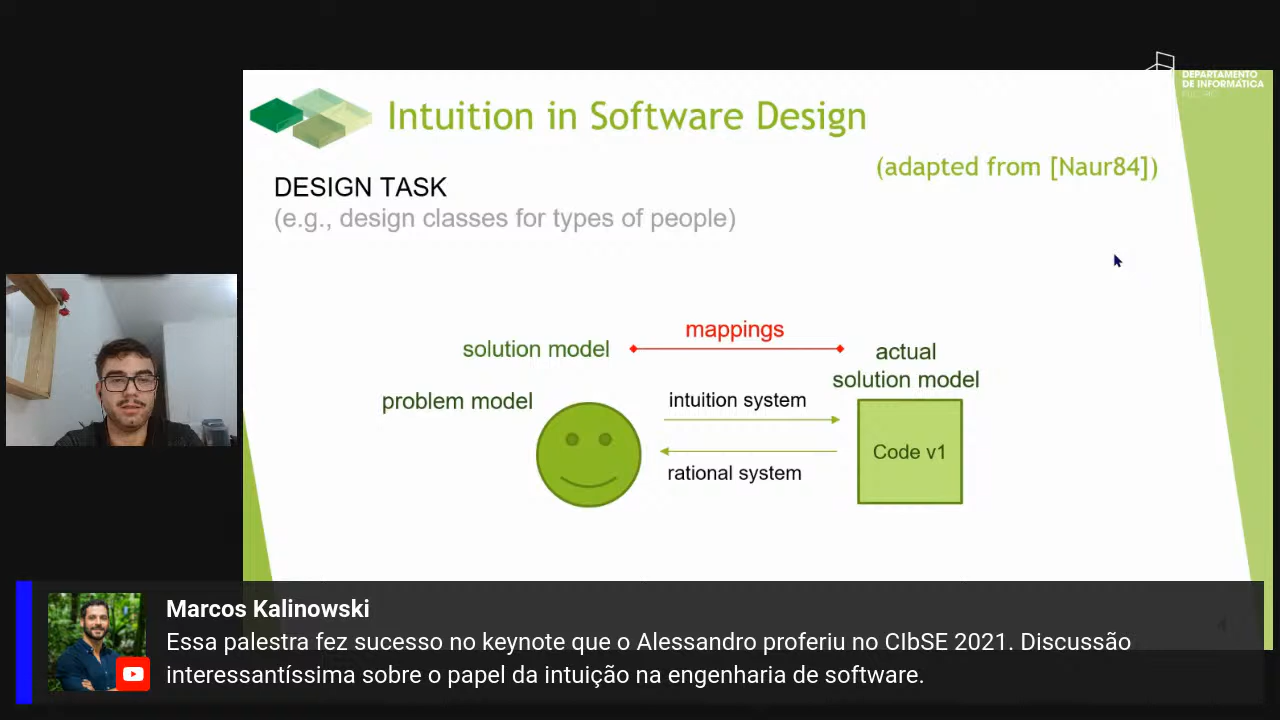 DEPARTAMENTO
DE INFORMÁTICA
PUC-RIO
Intuition in Software Design
(adapted from [Naur84])
DESIGN TASK
(e.g., design classes for types of people)
mappings
solution model
actual
solution model
problem model
intuition system
Code v1
rational system
Marcos Kalinowski
Essa palestra fez sucesso no keynote que o Alessandro proferiu no CIbSE 2021. Discussão
interessantíssima sobre o papel da intuição na engenharia de software.